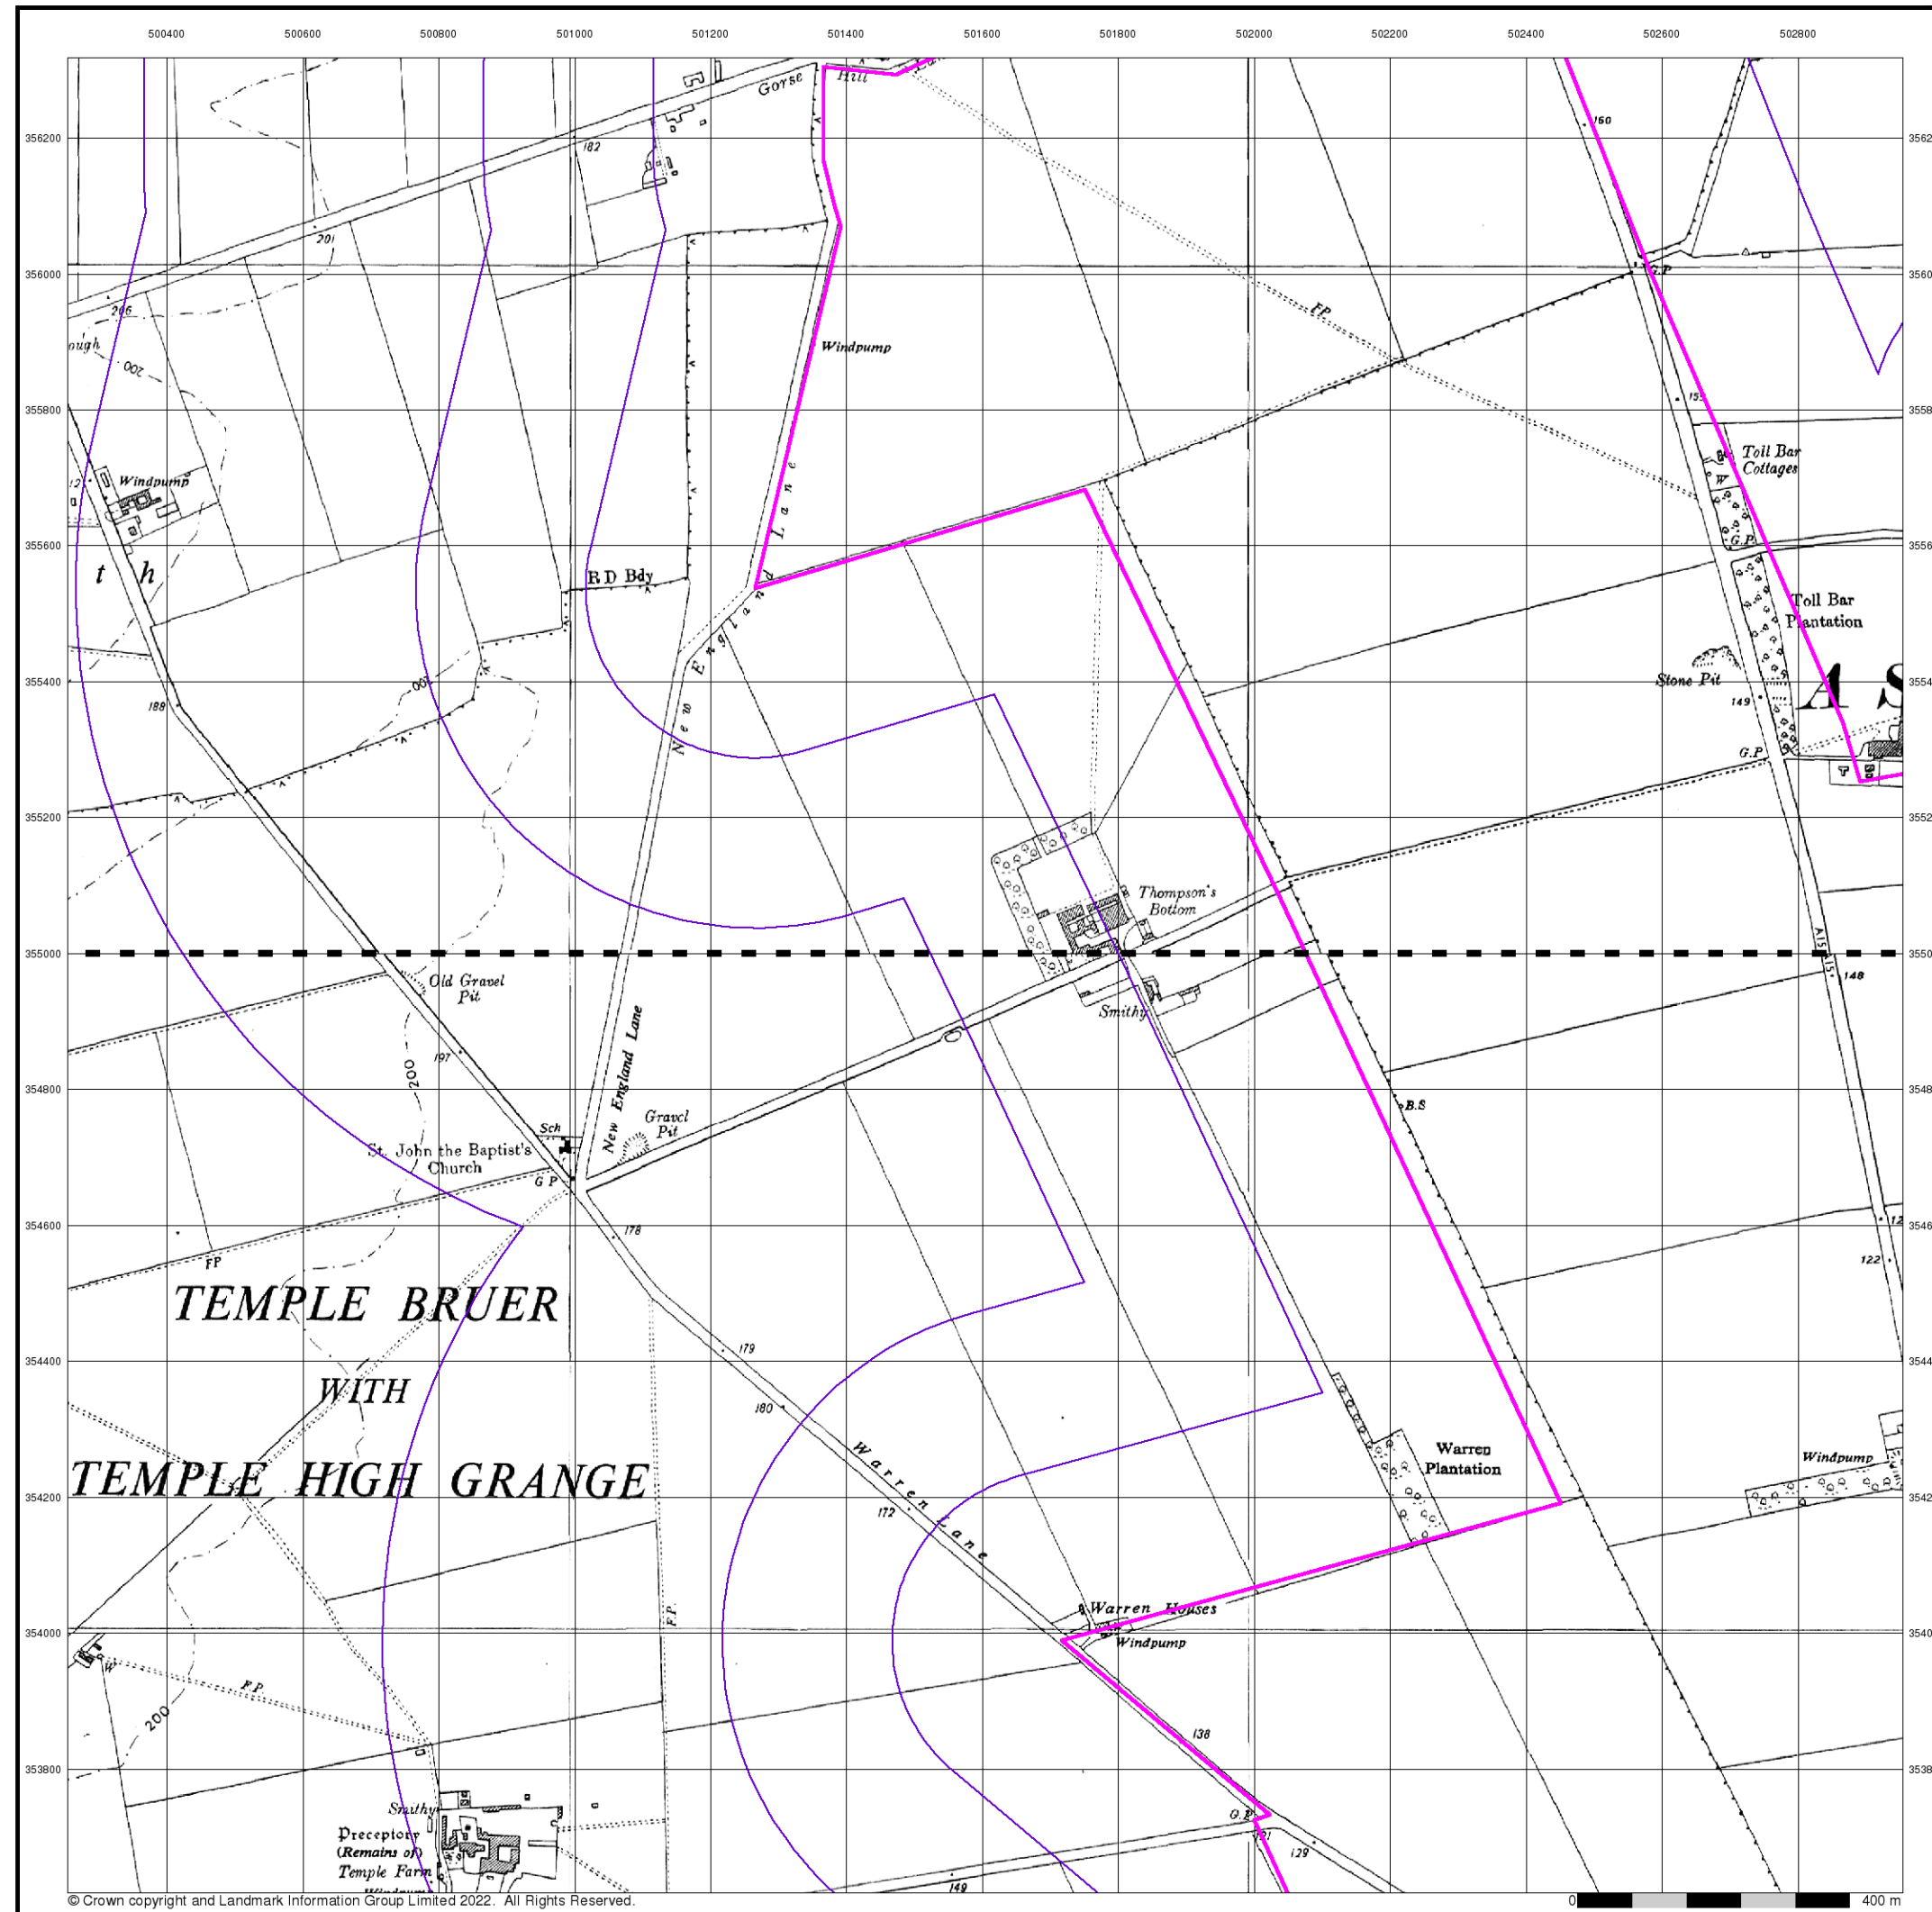 500400 500600 500800 501000 501200 501400 501600 501800 502000 502200 502400 502600 502800
Gorse Hill
356200
182
160
201
356000
G.P
206
FP
ough
200
Windpump
355800
Toll Bar
Cottages
W
Windpump
355600
G.P.
t h
R D Bdy
New England Lane
Toll Bar
Plantation
355400
Stone Pit
A S
188
149
G.P
355200
Thompson's
Bottom
355000
A15
A15
148
Old Gravel
Pit
Smithy
197
200
New England Lane
354800
B.S
Gravel
Pit
Sch
St. John the Baptist's
Church
G P
354600
178
FP
122
TEMPLE BRUER
179
354400
WITH
180
Warren Lane
Warren
Plantation
Windpump
TEMPLE HIGH GRANGE
354200
172
F.P.
Warren Houses
354000
Windpump
W
F.P.
200
138
353800
Smithy
G.P
Preceptory
(Remains of)
Temple Farm
Windpump
129
149
© Crown copyright and Landmark Information Group Limited 2022. All Rights Reserved.
0 400 m